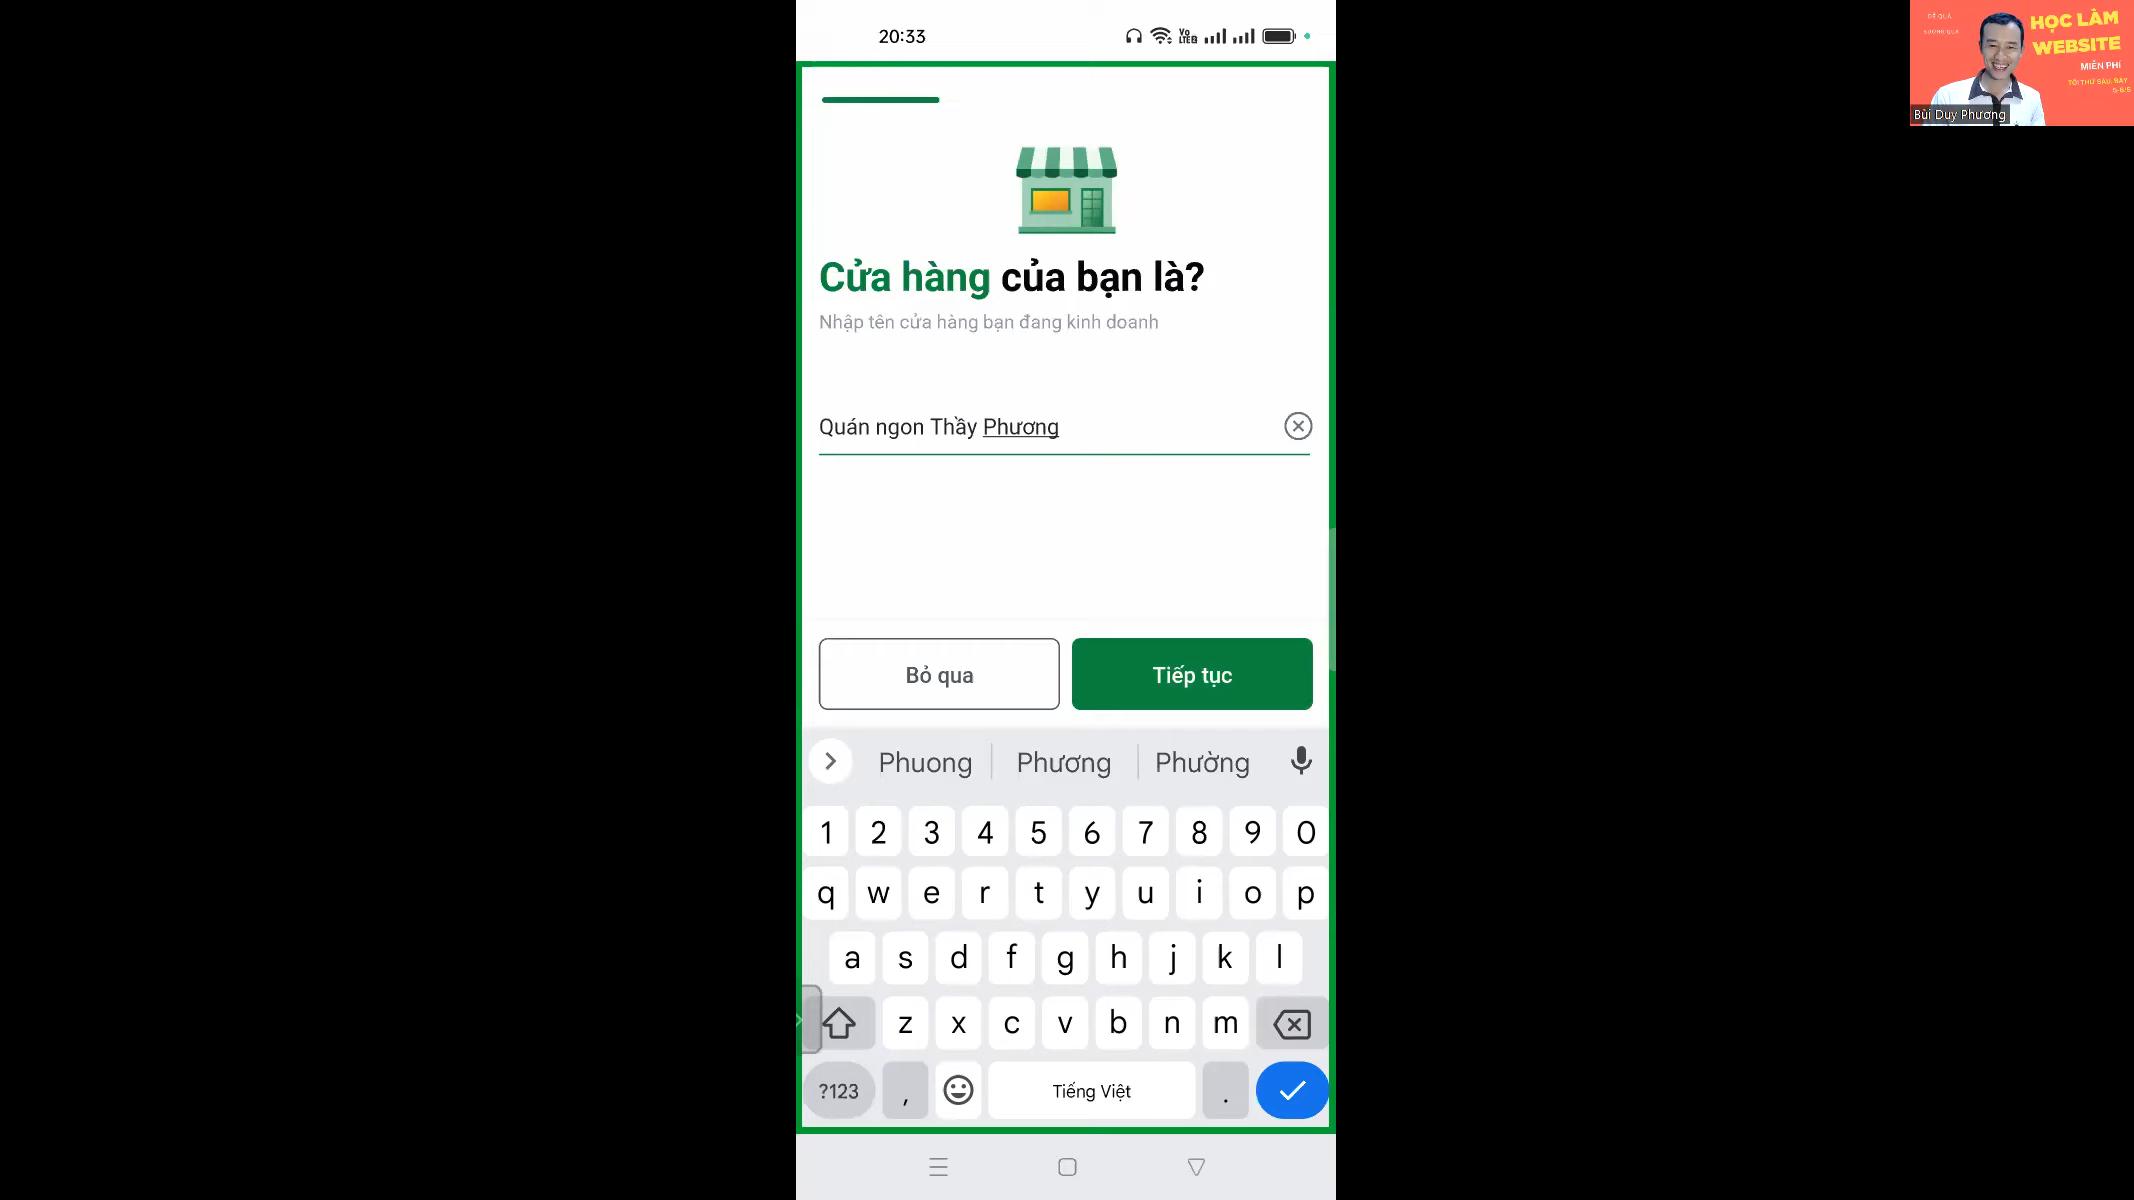 20:33
Vo
LTE2
Cửa hàng của bạn là?
Nhập tên cửa hàng bạn đang kinh doanh
Quán ngon Thầy Phương
Bỏ qua
Tiếp tục
Phuong
Phương
Phường
1 2 3 4 5 6 7 8 9 0
q w e r t y u i o p
a s d f g h j k l
z x c v b n m
?123 , Tiếng Việt .
HỌC LÀM
WEBSITE
MIỄN PHÍ
Bùi Duy Phương